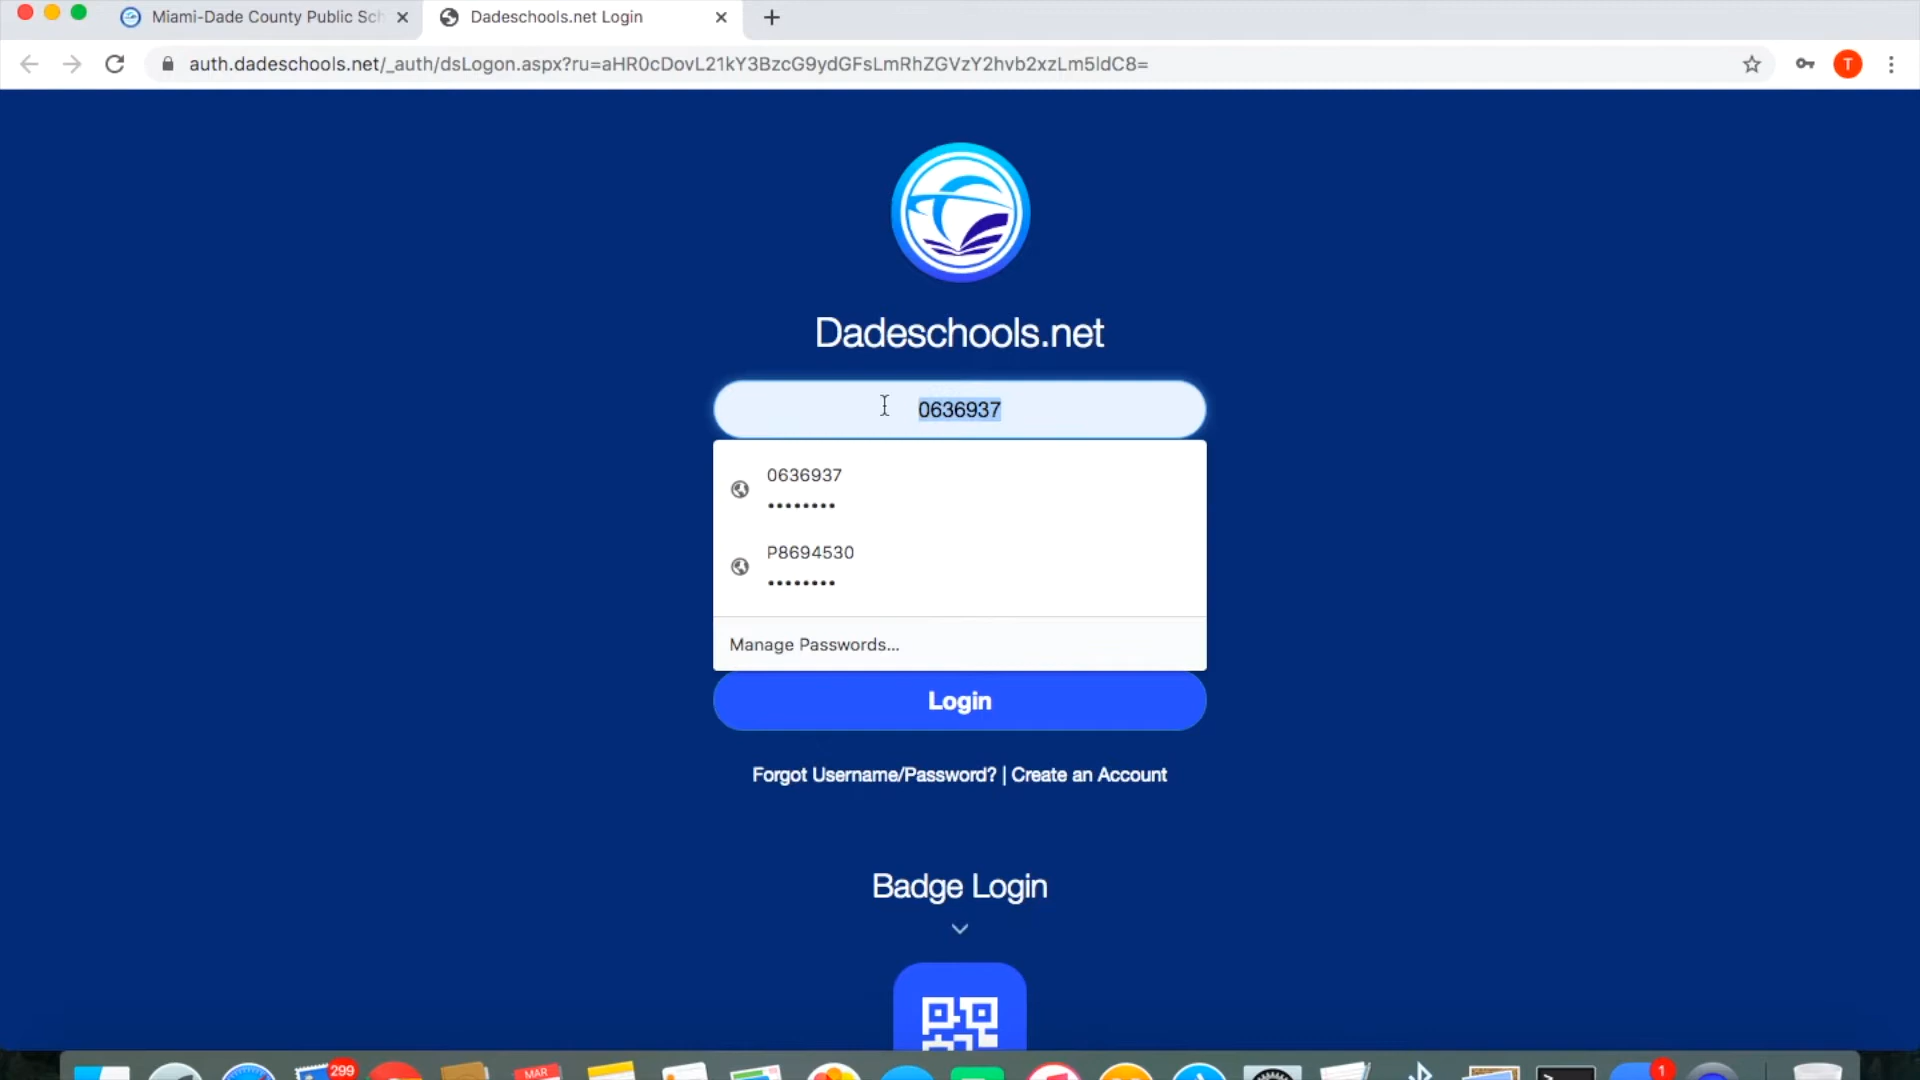 Miami-Dade County Public Sch
Dadeschools.net Login
auth.dadeschools.net/_auth/dsLogon.aspx?ru=aHR0cDovL21kY3BzcG9ydGFsLmRhZGVzY2hvb2xzLm5ldC8=
T
Dadeschools.net
0636937
0636937
••••••••
P8694530
••••••••
Manage Passwords...
Login
Forgot Username/Password? | Create an Account
Badge Login
299
MAR
1